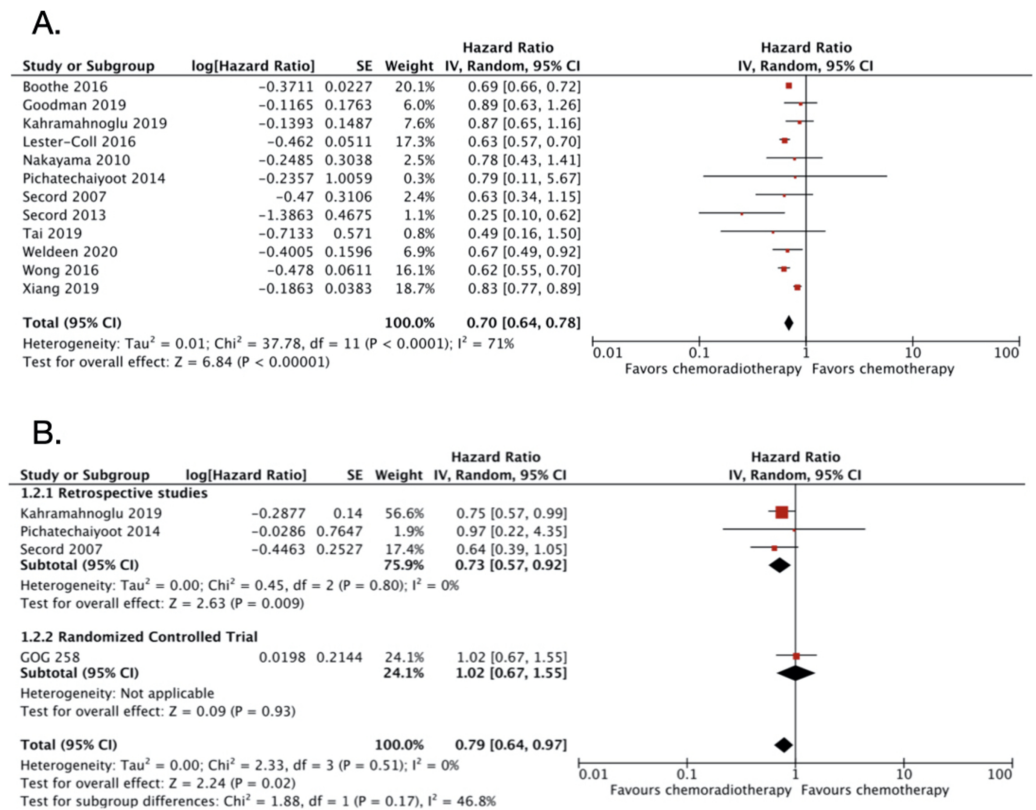 A.
Hazard Ratio Hazard Ratio
Study or Subgroup log[Hazard Ratio] SE Weight IV, Random, 95% CI IV, Random, 95% CI
Boothe 2016 −0.3711 0.0227 20.1% 0.69 [0.66, 0.72]
Goodman 2019 −0.1165 0.1763 6.0% 0.89 [0.63, 1.26]
Kahramahnoglu 2019 −0.1393 0.1487 7.6% 0.87 [0.65, 1.16]
Lester−Coll 2016 −0.462 0.0511 17.3% 0.63 [0.57, 0.70]
Nakayama 2010 −0.2485 0.3038 2.5% 0.78 [0.43, 1.41]
Pichatechaiyoot 2014 −0.2357 1.0059 0.3% 0.79 [0.11, 5.67]
Secord 2007 −0.47 0.3106 2.4% 0.63 [0.34, 1.15]
Secord 2013 −1.3863 0.4675 1.1% 0.25 [0.10, 0.62]
Tai 2019 −0.7133 0.571 0.8% 0.49 [0.16, 1.50]
Weldeen 2020 −0.4005 0.1596 6.9% 0.67 [0.49, 0.92]
Wong 2016 −0.478 0.0611 16.1% 0.62 [0.55, 0.70]
Xiang 2019 −0.1863 0.0383 18.7% 0.83 [0.77, 0.89]
Total (95% CI) 100.0% 0.70 [0.64, 0.78]
Heterogeneity: Tau² = 0.01; Chi² = 37.78, df = 11 (P < 0.0001); I² = 71%
Test for overall effect: Z = 6.84 (P < 0.00001)
0.01 0.1 1 10 100
Favors chemoradiotherapy Favors chemotherapy
B.
Hazard Ratio Hazard Ratio
Study or Subgroup log[Hazard Ratio] SE Weight IV, Random, 95% CI IV, Random, 95% CI
1.2.1 Retrospective studies
Kahramahnoglu 2019 −0.2877 0.14 56.6% 0.75 [0.57, 0.99]
Pichatechaiyoot 2014 −0.0286 0.7647 1.9% 0.97 [0.22, 4.35]
Secord 2007 −0.4463 0.2527 17.4% 0.64 [0.39, 1.05]
Subtotal (95% CI) 75.9% 0.73 [0.57, 0.92]
Heterogeneity: Tau² = 0.00; Chi² = 0.45, df = 2 (P = 0.80); I² = 0%
Test for overall effect: Z = 2.63 (P = 0.009)
1.2.2 Randomized Controlled Trial
GOG 258 0.0198 0.2144 24.1% 1.02 [0.67, 1.55]
Subtotal (95% CI) 24.1% 1.02 [0.67, 1.55]
Heterogeneity: Not applicable
Test for overall effect: Z = 0.09 (P = 0.93)
Total (95% CI) 100.0% 0.79 [0.64, 0.97]
Heterogeneity: Tau² = 0.00; Chi² = 2.33, df = 3 (P = 0.51); I² = 0%
Test for overall effect: Z = 2.24 (P = 0.02)
Test for subgroup differences: Chi² = 1.88, df = 1 (P = 0.17), I² = 46.8%
0.01 0.1 1 10 100
Favours chemoradiotherapy Favours chemotherapy